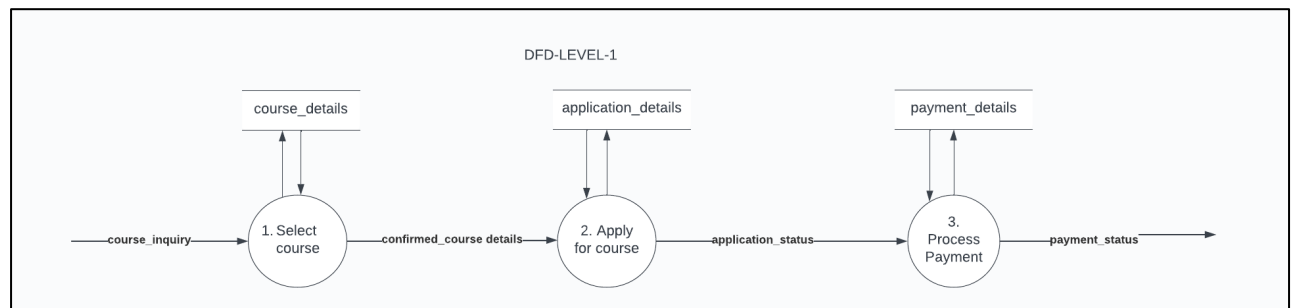 DFD-LEVEL-1
course_details
application_details
payment_details
course_inquiry
1. Select
course
confirmed_course details
2. Apply
for course
application_status
3.
Process
Payment
payment_status